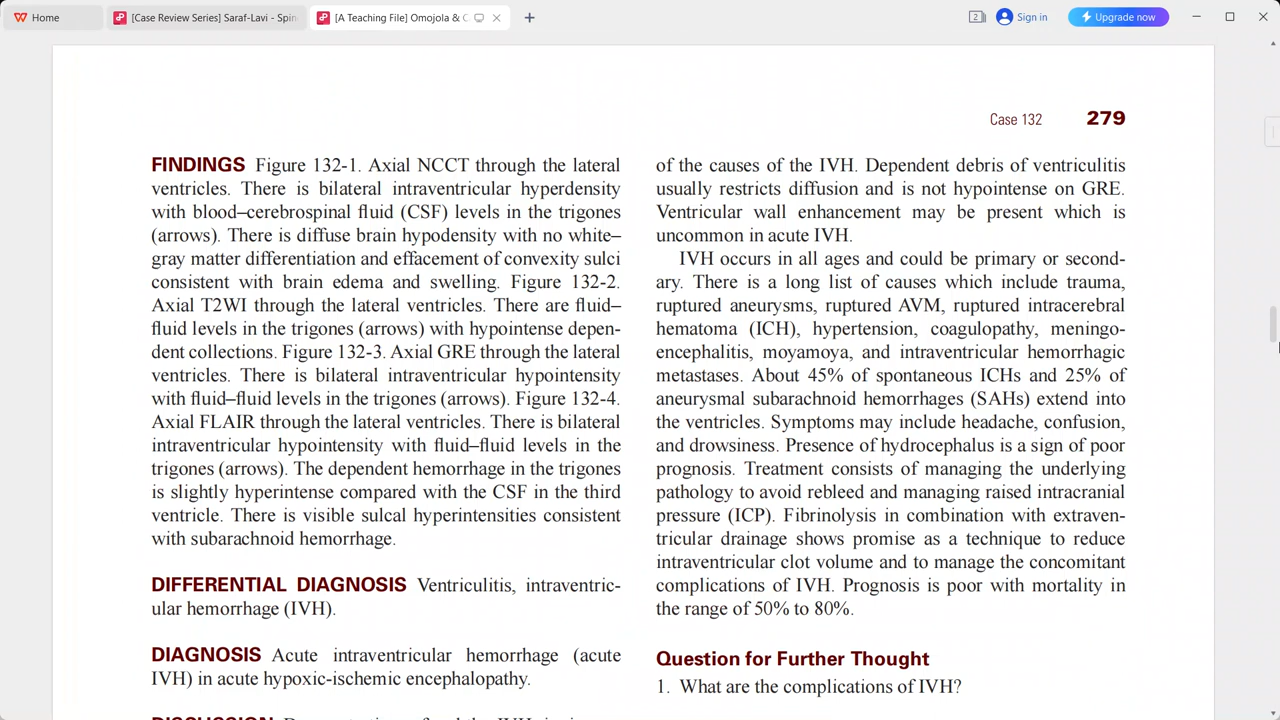 Home
[Case Review Series] Saraf-Lavi - Spin
[A Teaching File] Omojola & C
2
Sign in
Upgrade now
Case 132 279
FINDINGS Figure 132-1. Axial NCCT through the lateral
ventricles. There is bilateral intraventricular hyperdensity
with blood–cerebrospinal fluid (CSF) levels in the trigones
(arrows). There is diffuse brain hypodensity with no white–
gray matter differentiation and effacement of convexity sulci
consistent with brain edema and swelling. Figure 132-2.
Axial T2WI through the lateral ventricles. There are fluid–
fluid levels in the trigones (arrows) with hypointense depen-
dent collections. Figure 132-3. Axial GRE through the lateral
ventricles. There is bilateral intraventricular hypointensity
with fluid–fluid levels in the trigones (arrows). Figure 132-4.
Axial FLAIR through the lateral ventricles. There is bilateral
intraventricular hypointensity with fluid–fluid levels in the
trigones (arrows). The dependent hemorrhage in the trigones
is slightly hyperintense compared with the CSF in the third
ventricle. There is visible sulcal hyperintensities consistent
with subarachnoid hemorrhage.
DIFFERENTIAL DIAGNOSIS Ventriculitis, intraventric-
ular hemorrhage (IVH).
DIAGNOSIS Acute intraventricular hemorrhage (acute
IVH) in acute hypoxic-ischemic encephalopathy.
of the causes of the IVH. Dependent debris of ventriculitis
usually restricts diffusion and is not hypointense on GRE.
Ventricular wall enhancement may be present which is
uncommon in acute IVH.
IVH occurs in all ages and could be primary or second-
ary. There is a long list of causes which include trauma,
ruptured aneurysms, ruptured AVM, ruptured intracerebral
hematoma (ICH), hypertension, coagulopathy, meningo-
encephalitis, moyamoya, and intraventricular hemorrhagic
metastases. About 45% of spontaneous ICHs and 25% of
aneurysmal subarachnoid hemorrhages (SAHs) extend into
the ventricles. Symptoms may include headache, confusion,
and drowsiness. Presence of hydrocephalus is a sign of poor
prognosis. Treatment consists of managing the underlying
pathology to avoid rebleed and managing raised intracranial
pressure (ICP). Fibrinolysis in combination with extraven-
tricular drainage shows promise as a technique to reduce
intraventricular clot volume and to manage the concomitant
complications of IVH. Prognosis is poor with mortality in
the range of 50% to 80%.
Question for Further Thought
1. What are the complications of IVH?